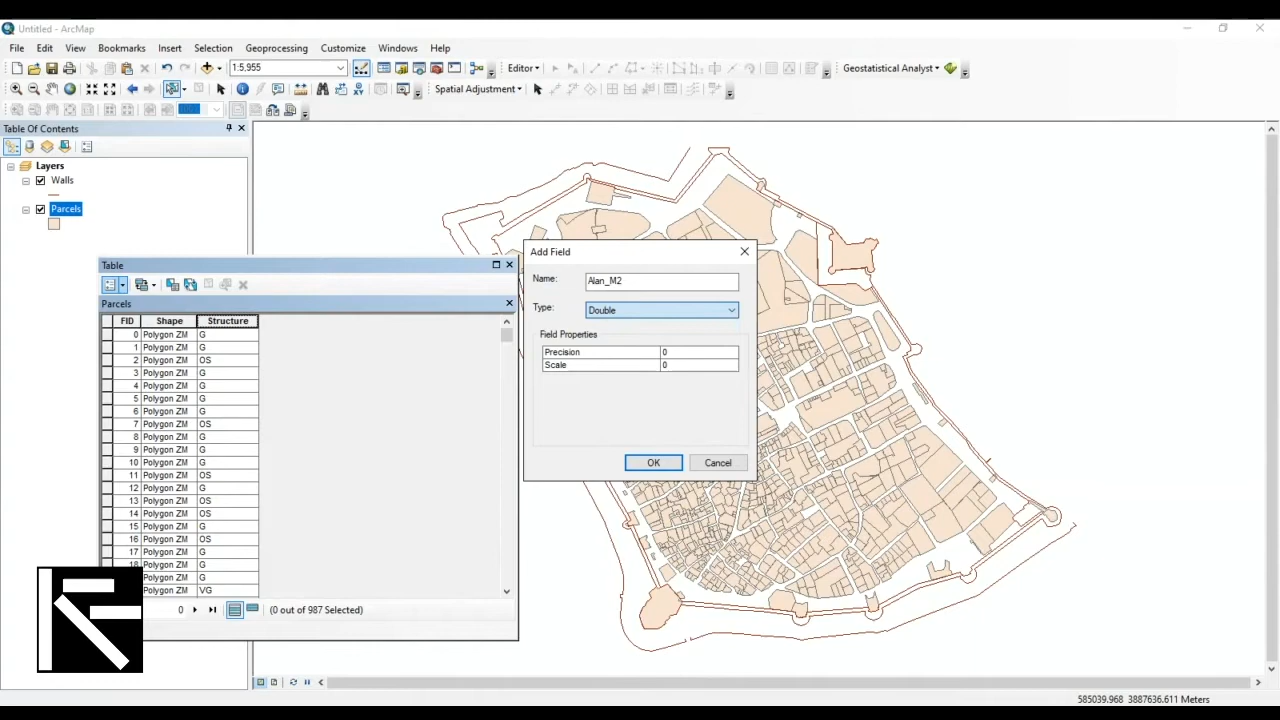 Untitled - ArcMap
File Edit View Bookmarks Insert Selection Geoprocessing Customize Windows Help
1:5,955 Editor Geostatistical Analyst
Spatial Adjustment
Table Of Contents
Layers
Walls
Parcels
Table
Parcels
FID Shape Structure
0 Polygon ZM G
1 Polygon ZM G
2 Polygon ZM OS
3 Polygon ZM G
4 Polygon ZM G
5 Polygon ZM G
6 Polygon ZM G
7 Polygon ZM OS
8 Polygon ZM G
9 Polygon ZM G
10 Polygon ZM G
11 Polygon ZM OS
12 Polygon ZM G
13 Polygon ZM OS
14 Polygon ZM OS
15 Polygon ZM G
16 Polygon ZM OS
17 Polygon ZM G
18 Polygon ZM G
Polygon ZM G
Polygon ZM VG
0 (0 out of 987 Selected)
Add Field
Name: Alan_M2
Type: Double
Field Properties
Precision 0
Scale 0
OK Cancel
585039.968 3887636.611 Meters